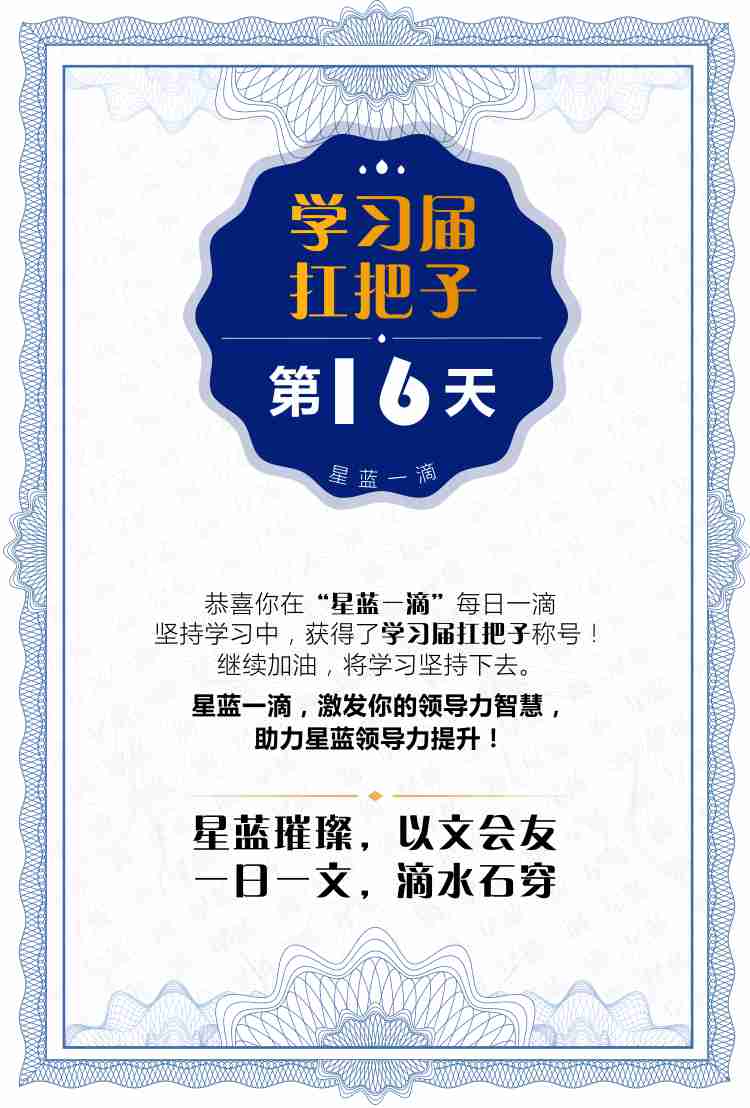 学习届
扛把子
第16天
星蓝一滴
恭喜你在“星蓝一滴”每日一滴
坚持学习中，获得了学习届扛把子称号！
继续加油，将学习坚持下去。
星蓝一滴，激发你的领导力智慧，
助力星蓝领导力提升！
星蓝璀璨，以文会友
一日一文，滴水石穿